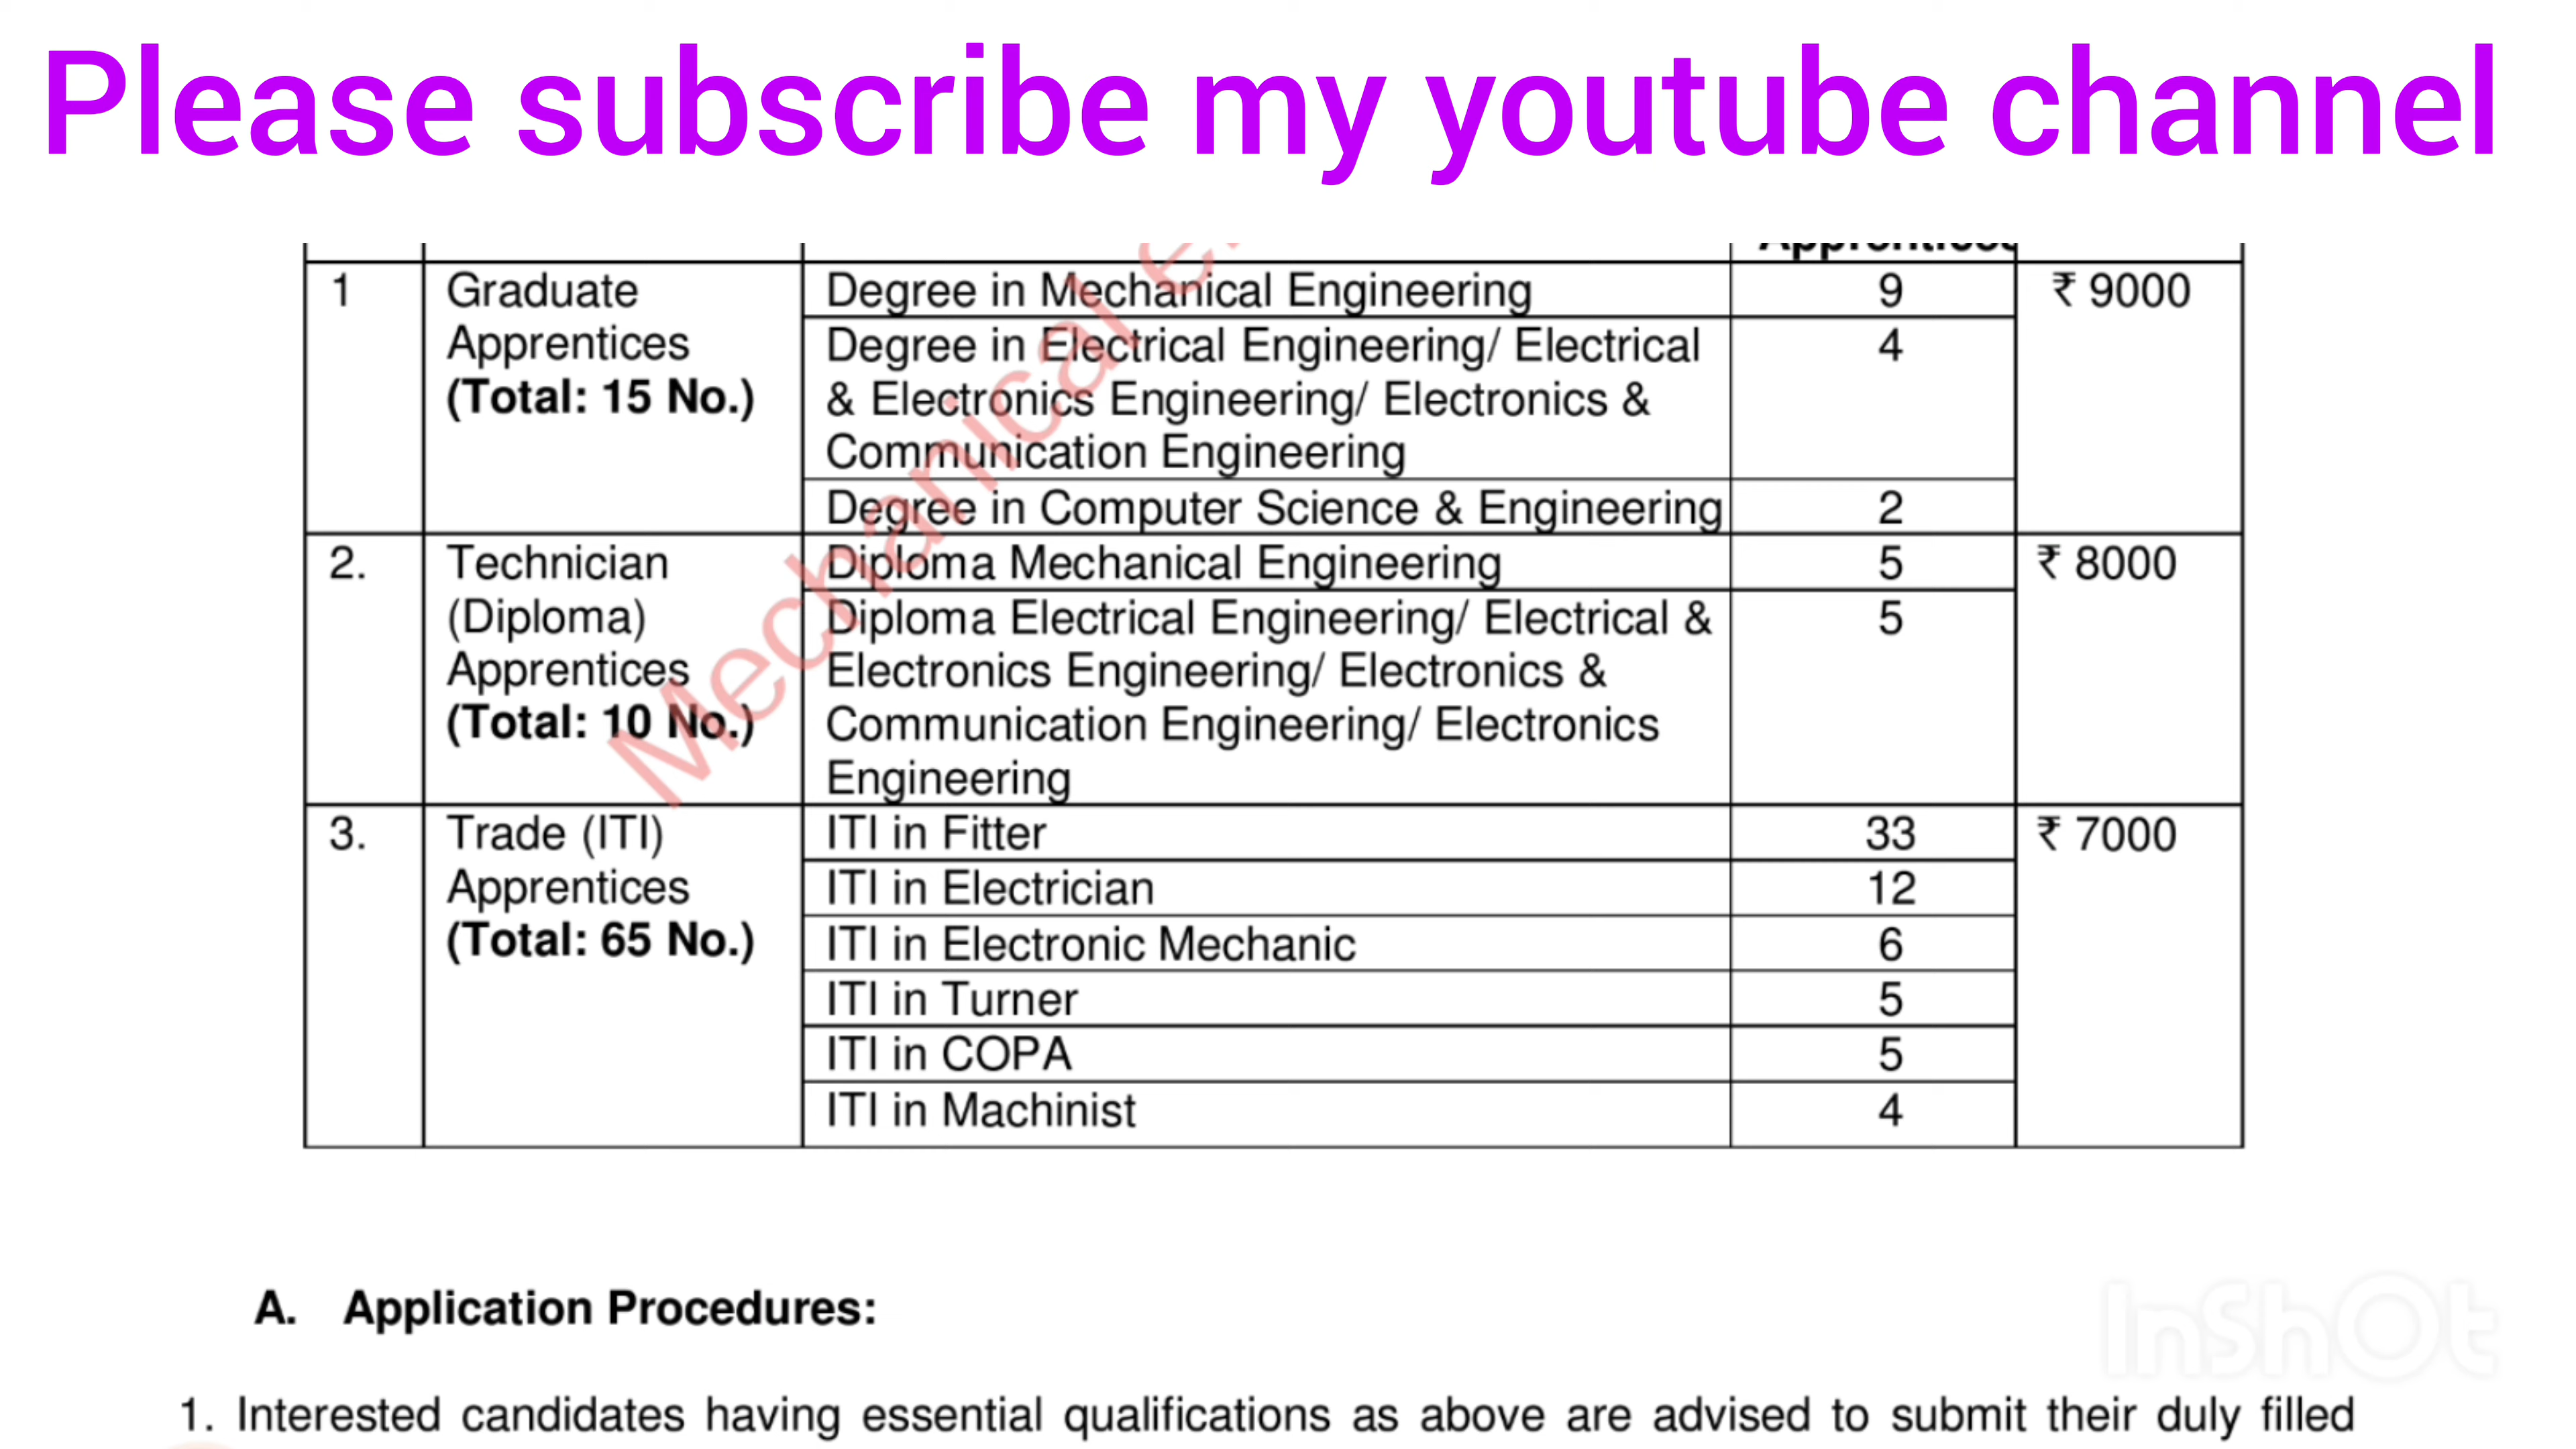 Please subscribe my youtube channel
Apprentices
1 Graduate Apprentices (Total: 15 No.) Degree in Mechanical Engineering 9 ₹ 9000
Degree in Electrical Engineering/ Electrical 4
& Electronics Engineering/ Electronics &
Communication Engineering
Degree in Computer Science & Engineering 2
2. Technician (Diploma) Apprentices (Total: 10 No.) Diploma Mechanical Engineering 5 ₹ 8000
Diploma Electrical Engineering/ Electrical & 5
Electronics Engineering/ Electronics &
Communication Engineering/ Electronics
Engineering
3. Trade (ITI) Apprentices (Total: 65 No.) ITI in Fitter 33 ₹ 7000
ITI in Electrician 12
ITI in Electronic Mechanic 6
ITI in Turner 5
ITI in COPA 5
ITI in Machinist 4
Mechanical
A. Application Procedures:
1. Interested candidates having essential qualifications as above are advised to submit their duly filled
InShOt